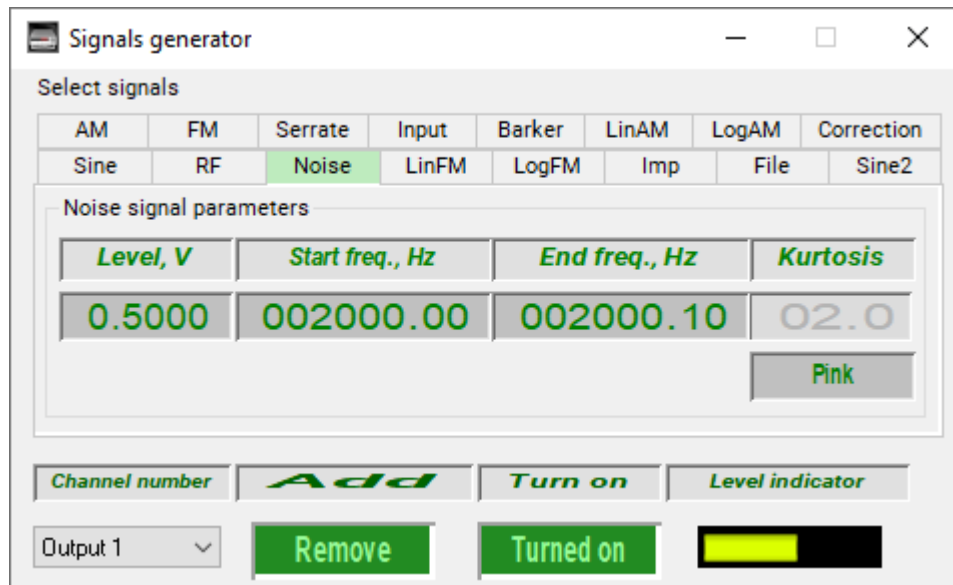 Signals generator
Select signals
AM FM Serrate Input Barker LinAM LogAM Correction
Sine RF Noise LinFM LogFM Imp File Sine2
Noise signal parameters
Level, V Start freq., Hz End freq., Hz Kurtosis
0.5000 002000.00 002000.10 02.0
Pink
Channel number Add Turn on Level indicator
Output 1 Remove Turned on